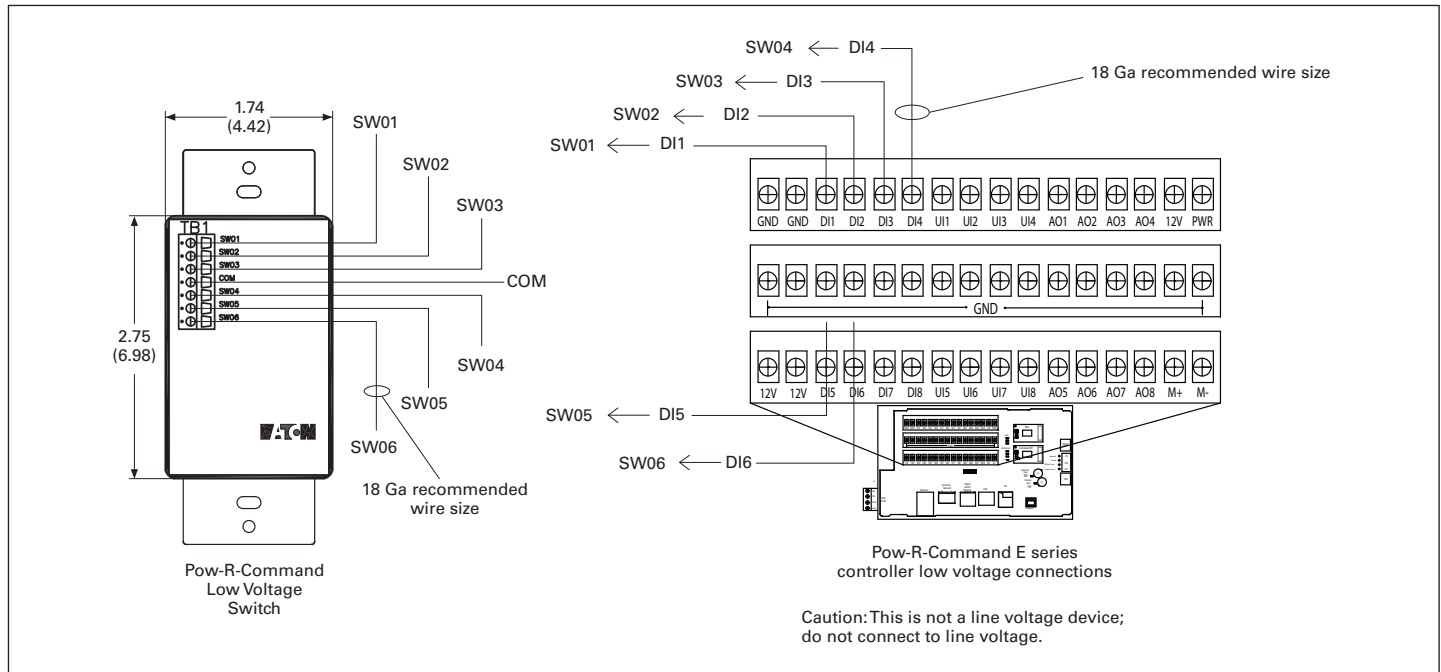 1.74
(4.42)
SW01
SW02
SW03
COM
SW04
SW05
SW06
TB1
SW01
SW02
SW03
COM
SW04
SW05
SW06
2.75
(6.98)
EATON
18 Ga recommended
wire size
Pow-R-Command
Low Voltage
Switch
SW04 DI4
SW03 DI3
SW02 DI2
SW01 DI1
18 Ga recommended wire size
GND GND DI1 DI2 DI3 DI4 UI1 UI2 UI3 UI4 AO1 AO2 AO3 AO4 12V PWR
GND
12V 12V DI5 DI6 DI7 DI8 UI5 UI6 UI7 UI8 AO5 AO6 AO7 AO8 M+ M-
SW05 DI5
SW06 DI6
Pow-R-Command E series
controller low voltage connections
Caution: This is not a line voltage device;
do not connect to line voltage.